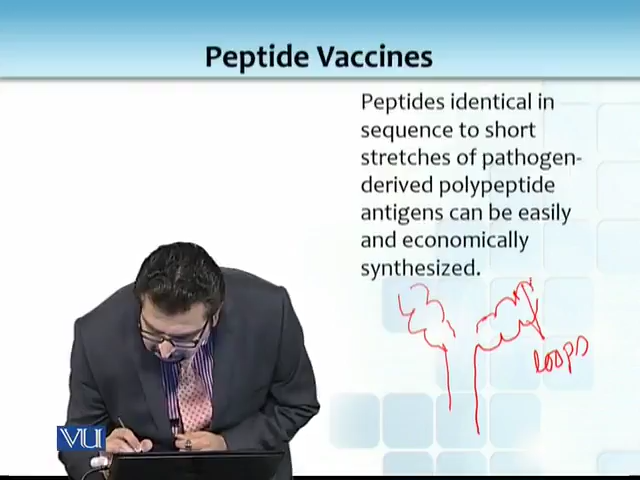 Peptide Vaccines
Peptides identical in
sequence to short
stretches of pathogen-
derived polypeptide
antigens can be easily
and economically
synthesized.
loops
VU